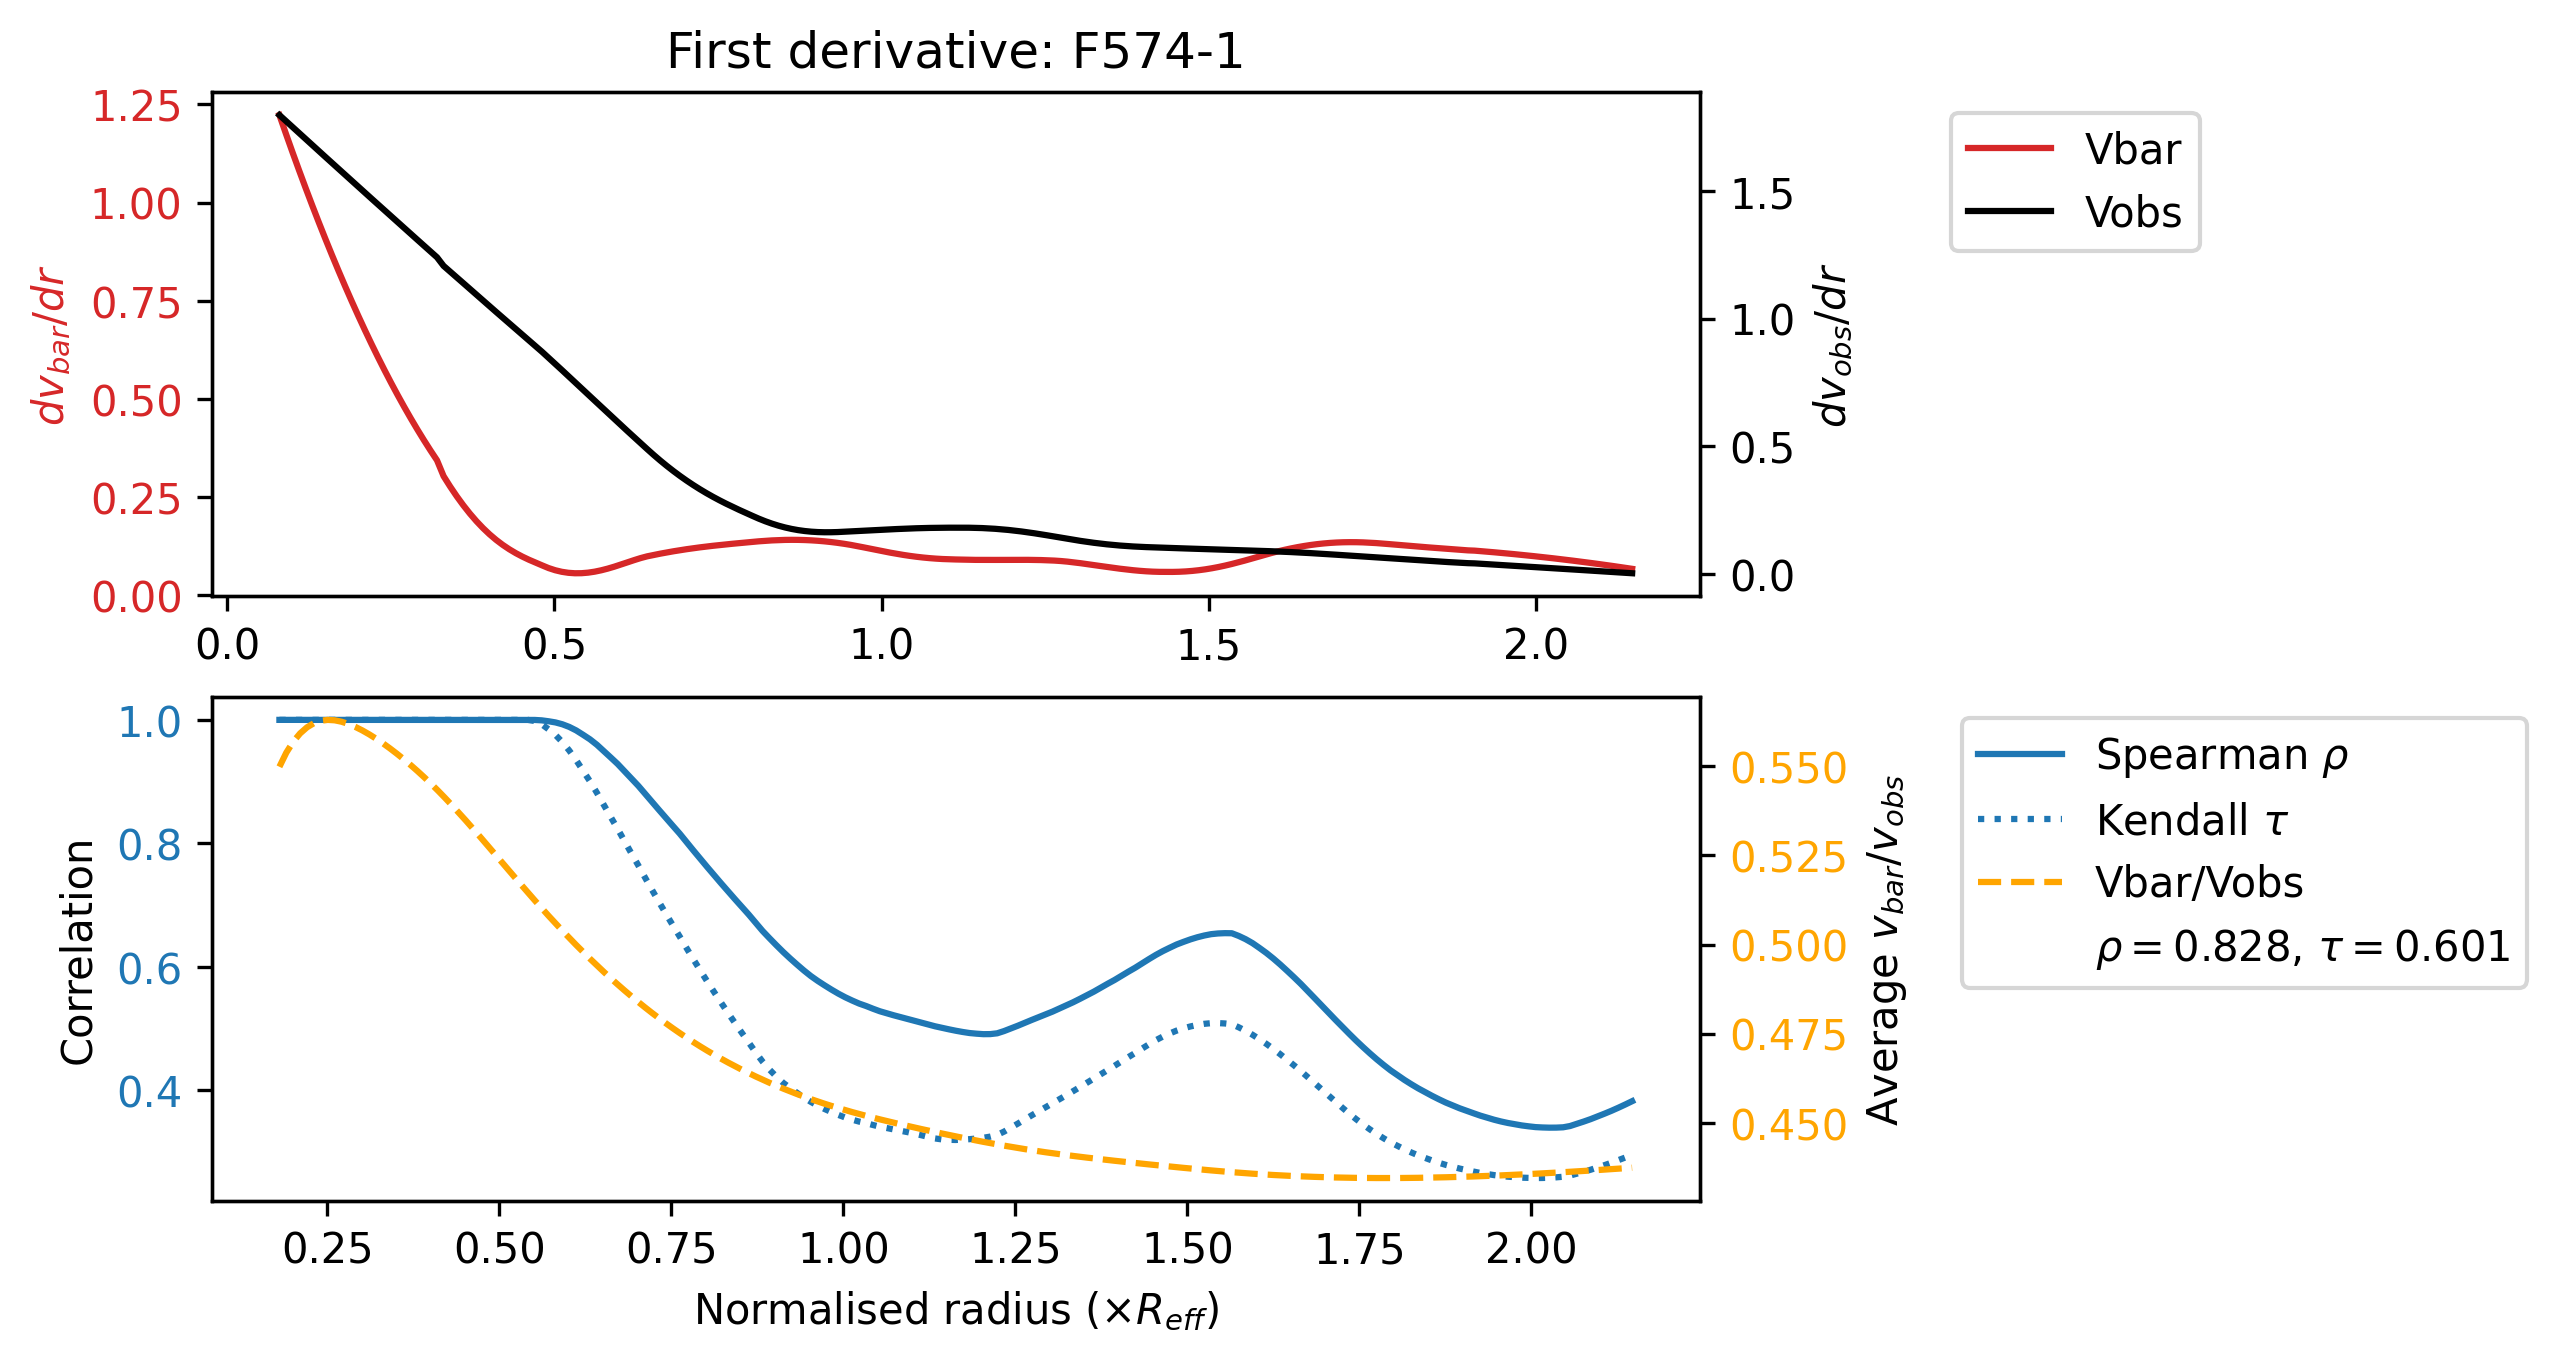 First derivative: F574-1
1.25
1.00
0.75
0.50
0.25
0.00
dv_bar/dr
1.5
1.0
0.5
0.0
dv_obs/dr
0.0 0.5 1.0 1.5 2.0
Vbar
Vobs
1.0
0.8
0.6
0.4
Correlation
0.550
0.525
0.500
0.475
0.450
Average v_bar/v_obs
0.25 0.50 0.75 1.00 1.25 1.50 1.75 2.00
Normalised radius (×R_eff)
Spearman ρ
Kendall τ
Vbar/Vobs
ρ = 0.828, τ = 0.601